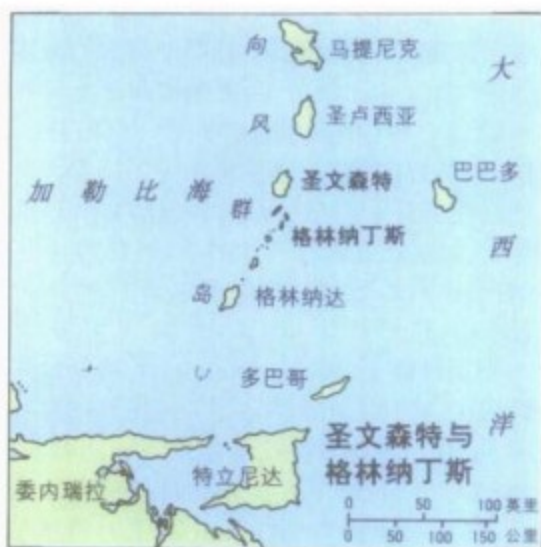 向
马提尼克
大
风
圣卢西亚
加勒比海
群
圣文森特
巴巴多
格林纳丁斯
西
岛
格林纳达
多巴哥
圣文森特与
格林纳丁斯
洋
委内瑞拉
特立尼达
0 50 100 英里
0 50 100 150 公里